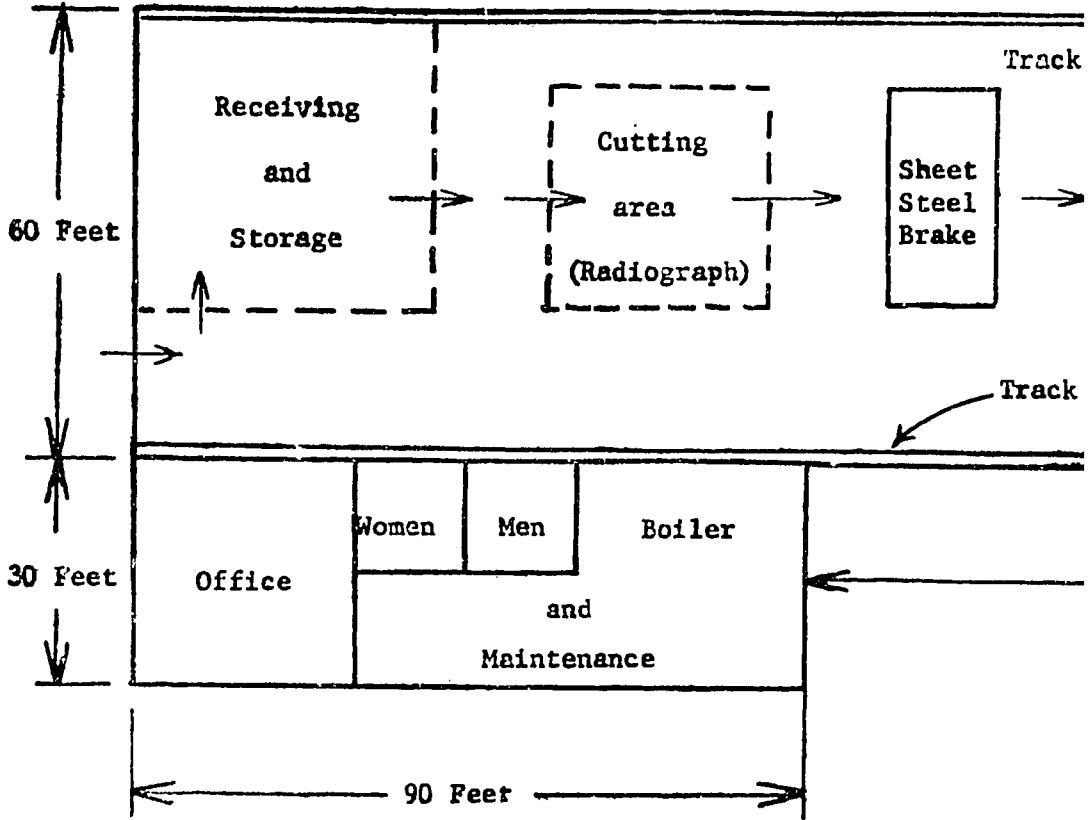 Track
Receiving
and
Storage
Cutting
area
(Radiograph)
Sheet
Steel
Brake
60 Feet
Track
Women
Men
Boiler
Office
and
Maintenance
30 Feet
90 Feet